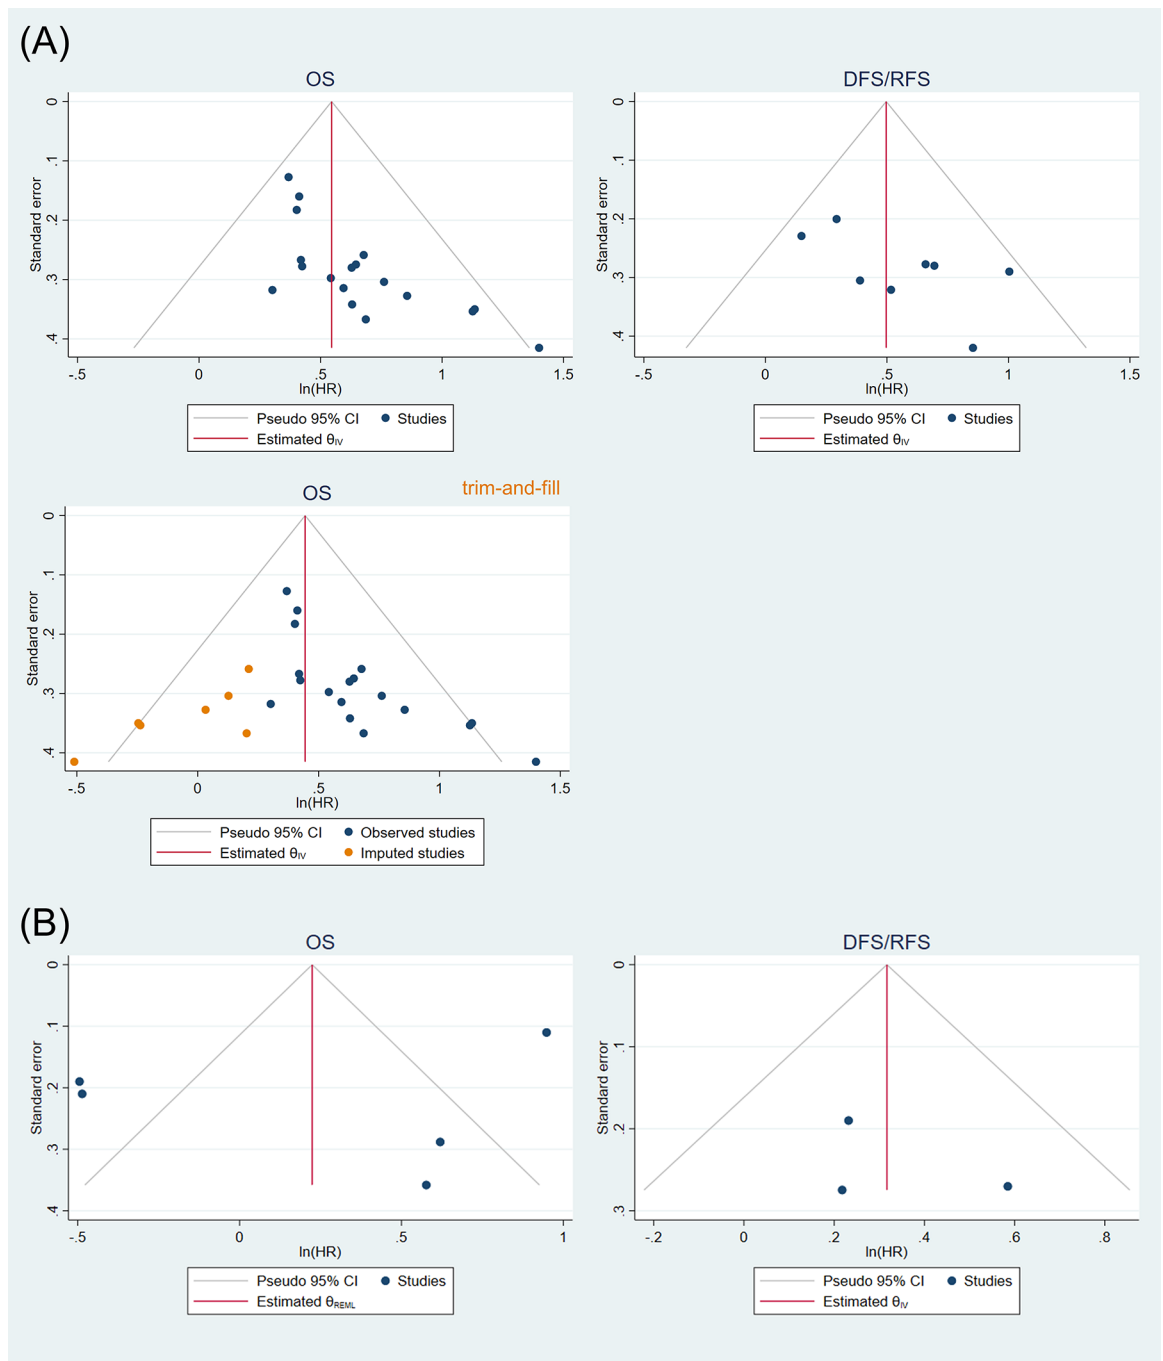 (A)
OS
0
.1
.2
.3
.4
Standard error
-.5
0
.5
1
1.5
ln(HR)
Pseudo 95% CI
Studies
Estimated θIV
DFS/RFS
0
.1
.2
.3
.4
Standard error
-.5
0
.5
1
1.5
ln(HR)
Pseudo 95% CI
Studies
Estimated θIV
OS
trim-and-fill
0
.1
.2
.3
.4
Standard error
-.5
0
.5
1
1.5
ln(HR)
Pseudo 95% CI
Observed studies
Estimated θIV
Imputed studies
(B)
OS
0
.1
.2
.3
.4
Standard error
-.5
0
.5
1
ln(HR)
Pseudo 95% CI
Studies
Estimated θREML
DFS/RFS
0
.1
.2
.3
Standard error
-.2
0
.2
.4
.6
.8
ln(HR)
Pseudo 95% CI
Studies
Estimated θIV